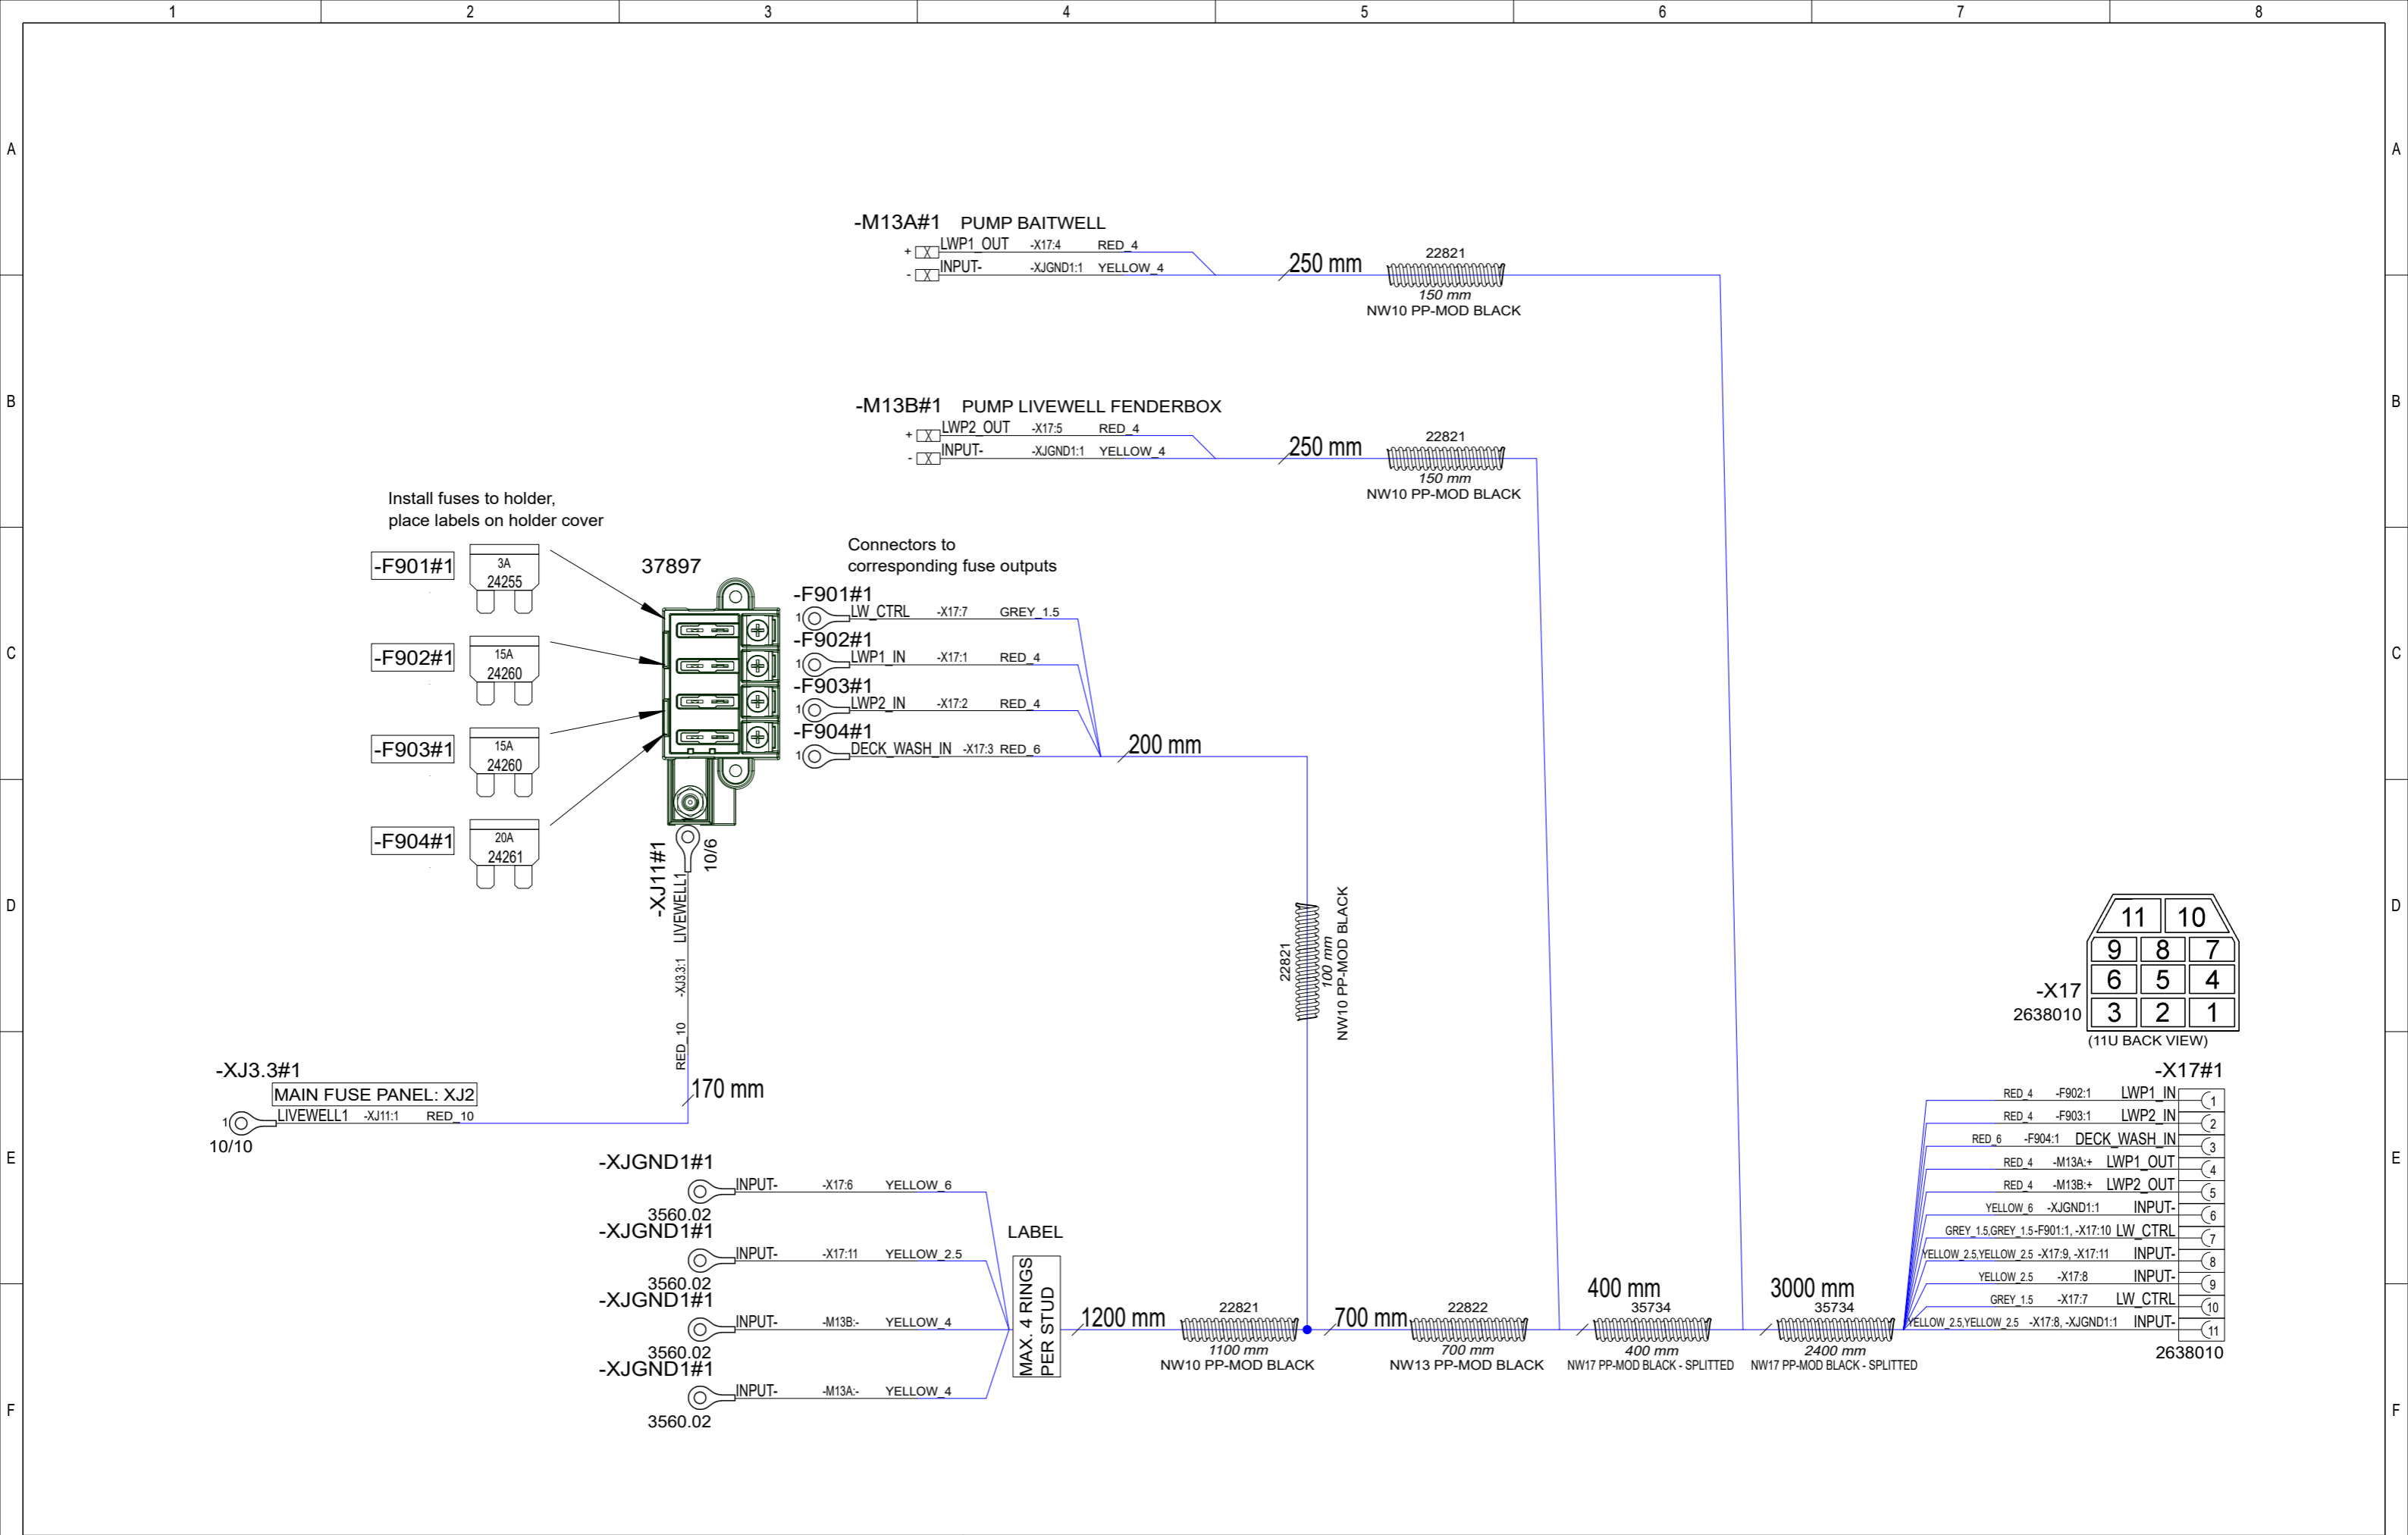 1 2 3 4 5 6 7 8
A A
-M13A#1 PUMP BAITWELL
+ X LWP1_OUT -X17:4 RED_4
- X INPUT- -XJGND1:1 YELLOW_4
250 mm
22821
150 mm
NW10 PP-MOD BLACK
B B
-M13B#1 PUMP LIVEWELL FENDERBOX
+ X LWP2_OUT -X17:5 RED_4
- X INPUT- -XJGND1:1 YELLOW_4
250 mm
22821
150 mm
NW10 PP-MOD BLACK
Install fuses to holder,
place labels on holder cover
-F901#1 3A
24255
-F902#1 15A
24260
-F903#1 15A
24260
-F904#1 20A
24261
37897
Connectors to
corresponding fuse outputs
-F901#1
1 LW_CTRL -X17:7 GREY_1.5
-F902#1
1 LWP1_IN -X17:1 RED_4
-F903#1
1 LWP2_IN -X17:2 RED_4
-F904#1
1 DECK_WASH_IN -X17:3 RED_6
200 mm
C C
-XJ11#1
10/6
LIVEWELL1
-XJ3.3:1
RED_10
170 mm
22821
100 mm
NW10 PP-MOD BLACK
D D
11 10
9 8 7
6 5 4
3 2 1
-X17
2638010
(11U BACK VIEW)
-XJ3.3#1
MAIN FUSE PANEL: XJ2
1 LIVEWELL1 -XJ11:1 RED_10
10/10
E E
-XJGND1#1
INPUT- -X17:6 YELLOW_6
3560.02
-XJGND1#1
INPUT- -X17:11 YELLOW_2.5
3560.02
-XJGND1#1
INPUT- -M13B:- YELLOW_4
3560.02
-XJGND1#1
INPUT- -M13A:- YELLOW_4
3560.02
LABEL
MAX. 4 RINGS
PER STUD
1200 mm
22821
1100 mm
NW10 PP-MOD BLACK
700 mm
22822
700 mm
NW13 PP-MOD BLACK
400 mm
35734
400 mm
NW17 PP-MOD BLACK - SPLITTED
3000 mm
35734
2400 mm
NW17 PP-MOD BLACK - SPLITTED
-X17#1
RED_4 -F902:1 LWP1_IN 1
RED_4 -F903:1 LWP2_IN 2
RED_6 -F904:1 DECK_WASH_IN 3
RED_4 -M13A:+ LWP1_OUT 4
RED_4 -M13B:+ LWP2_OUT 5
YELLOW_6 -XJGND1:1 INPUT- 6
GREY_1.5,GREY_1.5 -F901:1, -X17:10 LW_CTRL 7
YELLOW_2.5,YELLOW_2.5 -X17:9, -X17:11 INPUT- 8
YELLOW_2.5 -X17:8 INPUT- 9
GREY_1.5 -X17:7 LW_CTRL 10
YELLOW_2.5,YELLOW_2.5 -X17:8, -XJGND1:1 INPUT- 11
2638010
F F